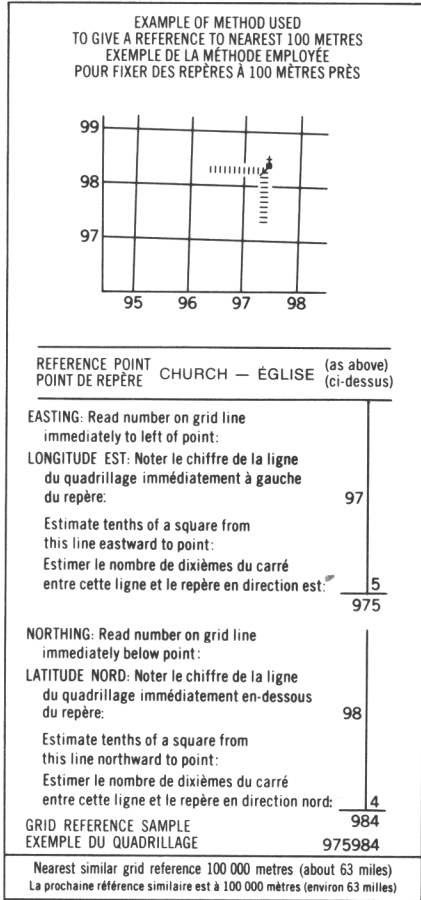 EXAMPLE OF METHOD USED
TO GIVE A REFERENCE TO NEAREST 100 METRES
EXEMPLE DE LA MÉTHODE EMPLOYÉE
POUR FIXER DES REPÈRES À 100 MÈTRES PRÈS
99
98
97
95 96 97 98
REFERENCE POINT
POINT DE REPÈRE
CHURCH — ÉGLISE
(as above)
(ci-dessus)
EASTING: Read number on grid line
immediately to left of point:
LONGITUDE EST: Noter le chiffre de la ligne
du quadrillage immédiatement à gauche
du repère: 97
Estimate tenths of a square from
this line eastward to point:
Estimer le nombre de dixièmes du carré
entre cette ligne et le repère en direction est: 5
975
NORTHING: Read number on grid line
immediately below point:
LATITUDE NORD: Noter le chiffre de la ligne
du quadrillage immédiatement en-dessous
du repère: 98
Estimate tenths of a square from
this line northward to point:
Estimer le nombre de dixièmes du carré
entre cette ligne et le repère en direction nord: 4
984
GRID REFERENCE SAMPLE
EXEMPLE DU QUADRILLAGE 975984
Nearest similar grid reference 100 000 metres (about 63 miles)
La prochaine référence similaire est à 100 000 mètres (environ 63 milles)